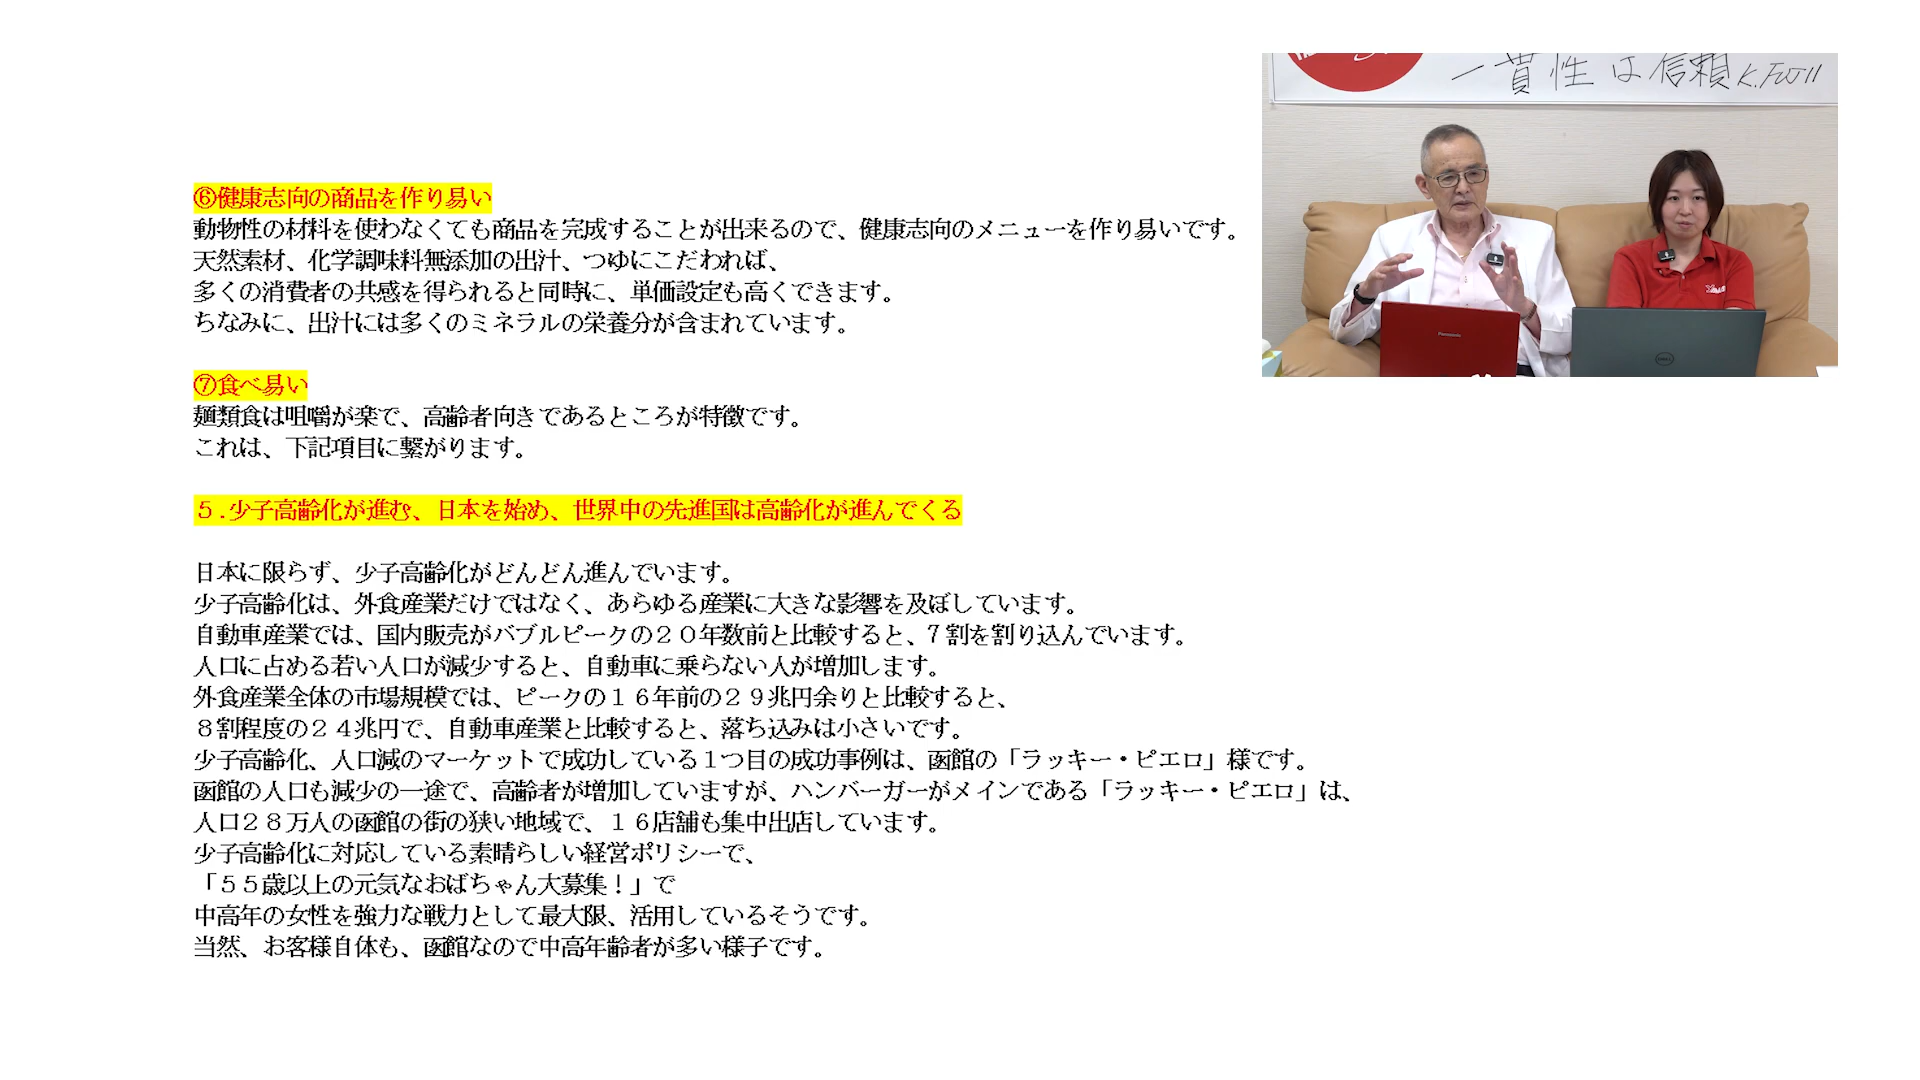 ⑥健康志向の商品を作り易い
動物性の材料を使わなくても商品を完成することが出来るので、健康志向のメニューを作り易いです。
天然素材、化学調味料無添加の出汁、つゆにこだわれば、
多くの消費者の共感を得られると同時に、単価設定も高くできます。
ちなみに、出汁には多くのミネラルの栄養分が含まれています。
⑦食べ易い
麺類食は咀嚼が楽で、高齢者向きであるところが特徴です。
これは、下記項目に繋がります。
５.少子高齢化が進む、日本を始め、世界中の先進国は高齢化が進んでくる
日本に限らず、少子高齢化がどんどん進んでいます。
少子高齢化は、外食産業だけではなく、あらゆる産業に大きな影響を及ぼしています。
自動車産業では、国内販売がバブルピークの２０年数前と比較すると、７割を割り込んでいます。
人口に占める若い人口が減少すると、自動車に乗らない人が増加します。
外食産業全体の市場規模では、ピークの１６年前の２９兆円余りと比較すると、
８割程度の２４兆円で、自動車産業と比較すると、落ち込みは小さいです。
少子高齢化、人口減のマーケットで成功している１つ目の成功事例は、函館の「ラッキー・ピエロ」様です。
函館の人口も減少の一途で、高齢者が増加していますが、ハンバーガーがメインである「ラッキー・ピエロ」は、
人口２８万人の函館の街の狭い地域で、１６店舗も集中出店しています。
少子高齢化に対応している素晴らしい経営ポリシーで、
「５５歳以上の元気なおばちゃん大募集！」で
中高年の女性を強力な戦力として最大限、活用しているそうです。
当然、お客様自体も、函館なので中高年齢者が多い様子です。
一貫性は信頼 K.FUJII
Panasonic
DELL